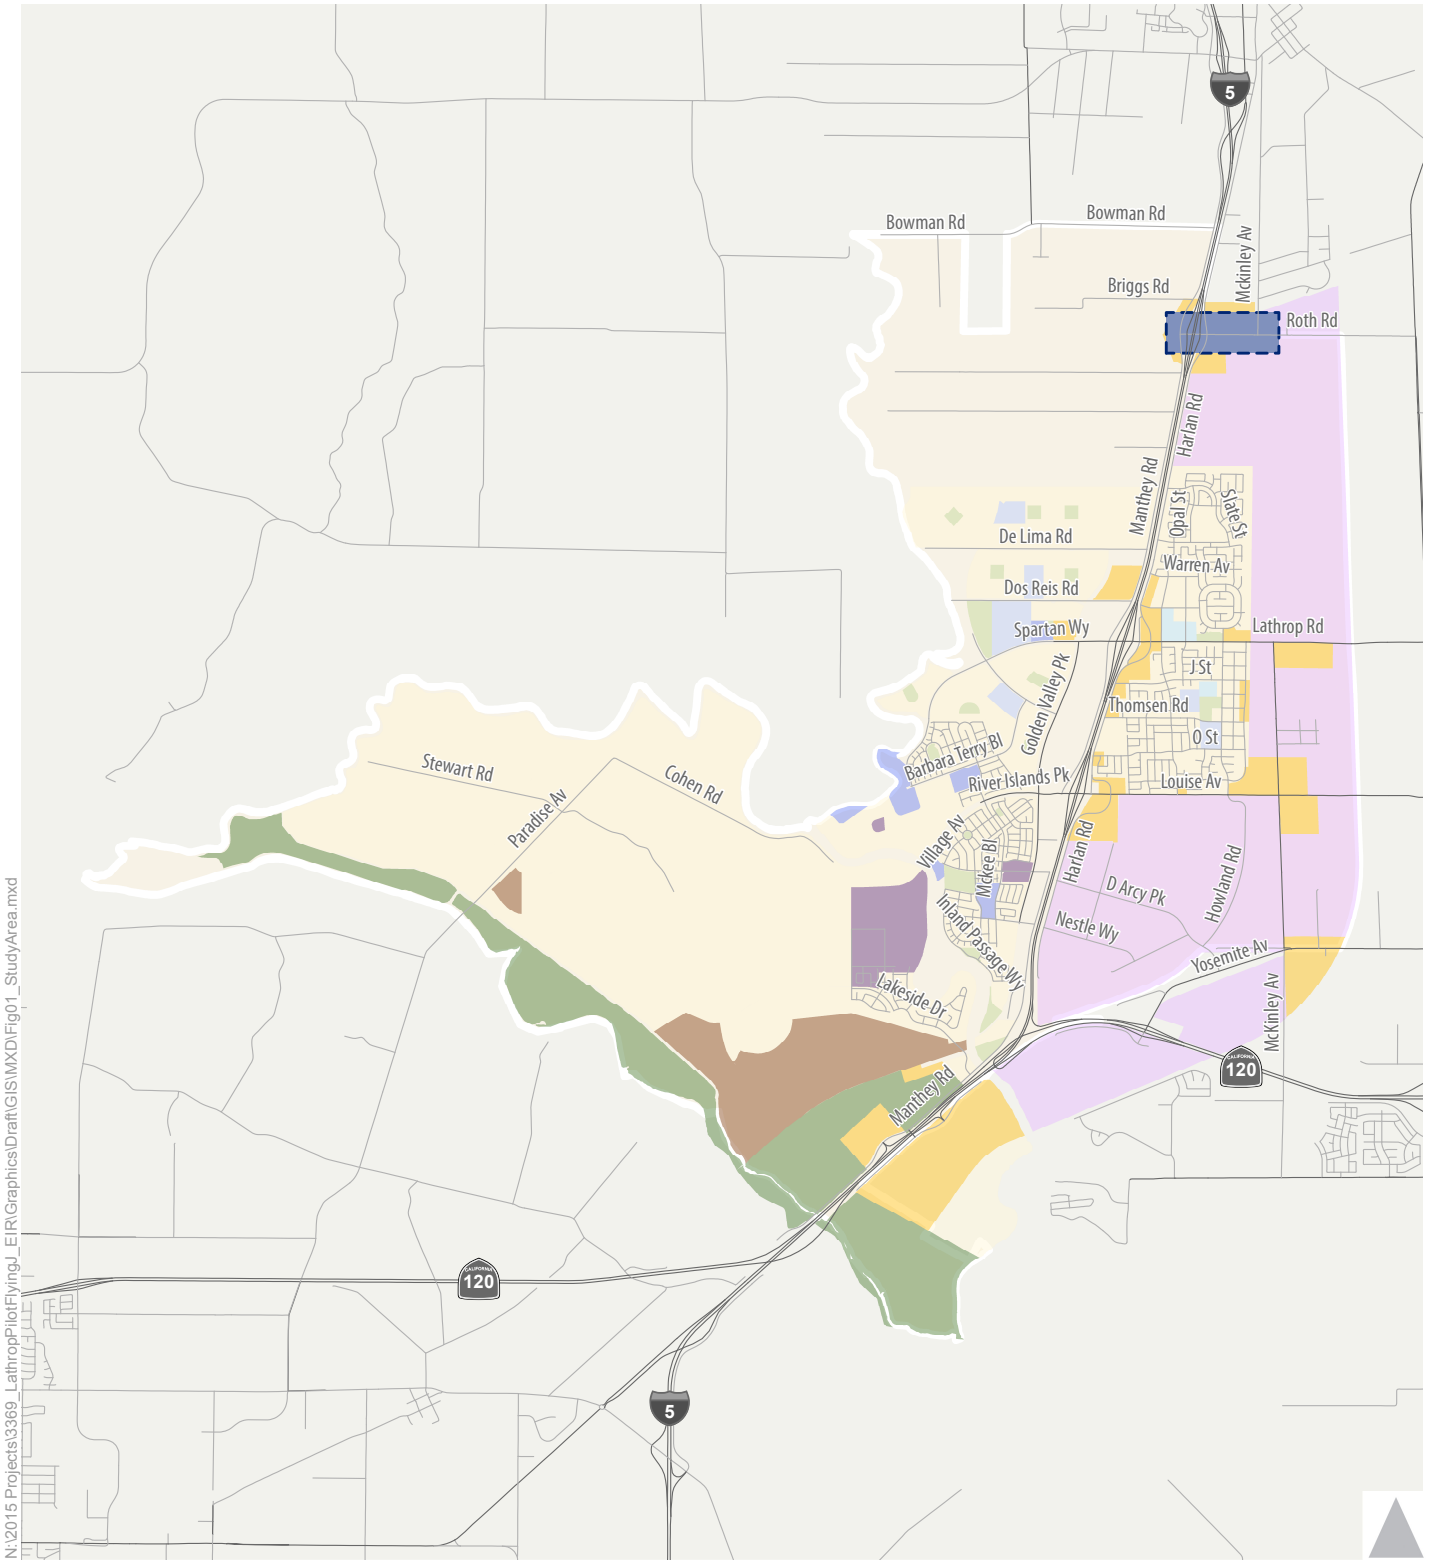 5
Bowman Rd
Bowman Rd
Mckinley Av
Briggs Rd
Roth Rd
Harlan Rd
Manthey Rd
Opal St
Slate St
De Lima Rd
Warren Av
Dos Reis Rd
Spartan Wy
Lathrop Rd
J St
Golden Valley Pk
Thomsen Rd
O St
Barbara Terry Bl
Stewart Rd
Cohen Rd
River Islands Pk
Louise Av
Paradise Av
Village Av
Mckee Bl
Harlan Rd
D Arcy Pk
Howland Rd
Inland Passage Wy
Nestle Wy
Yosemite Av
Lakeside Dr
McKinley Av
CALIFORNIA
120
Manthey Rd
CALIFORNIA
120
5
N:\2015 Projects\3369_LathropPilotFlyingJ_EIR\Graphics\Draft\GIS\MXD\Fig01_StudyArea.mxd